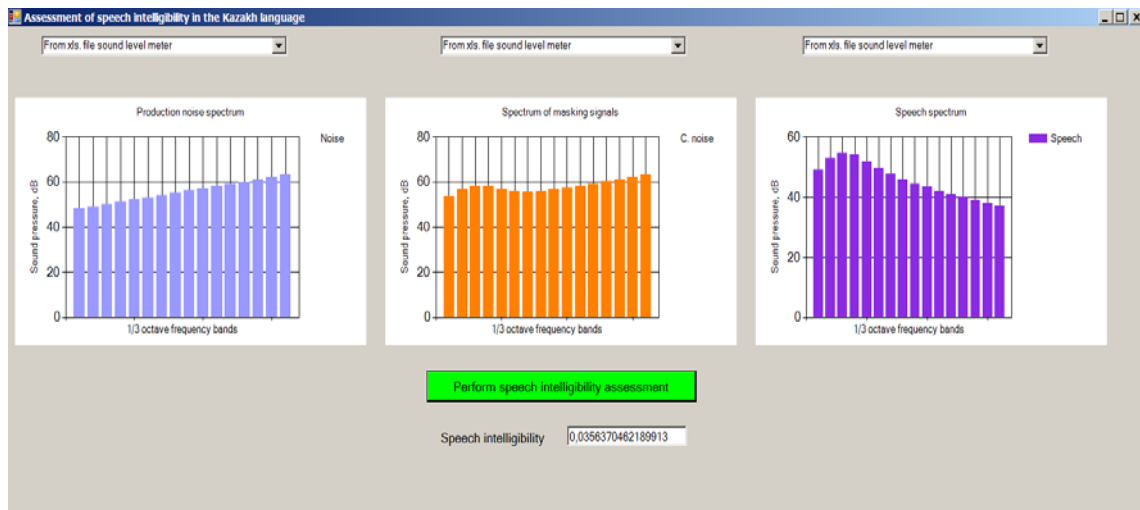 Assessment of speech intelligibility in the Kazakh language
From xls. file sound level meter
From xls. file sound level meter
From xls. file sound level meter
Production noise spectrum
80
60
40
20
0
Sound pressure, dB
1/3 octave frequency bands
Noise
Spectrum of masking signals
80
60
40
20
0
Sound pressure, dB
1/3 octave frequency bands
C. noise
Speech spectrum
60
40
20
0
Sound pressure, dB
1/3 octave frequency bands
Speech
Perform speech intelligibility assessment
Speech intelligibility 0,0356370462189913